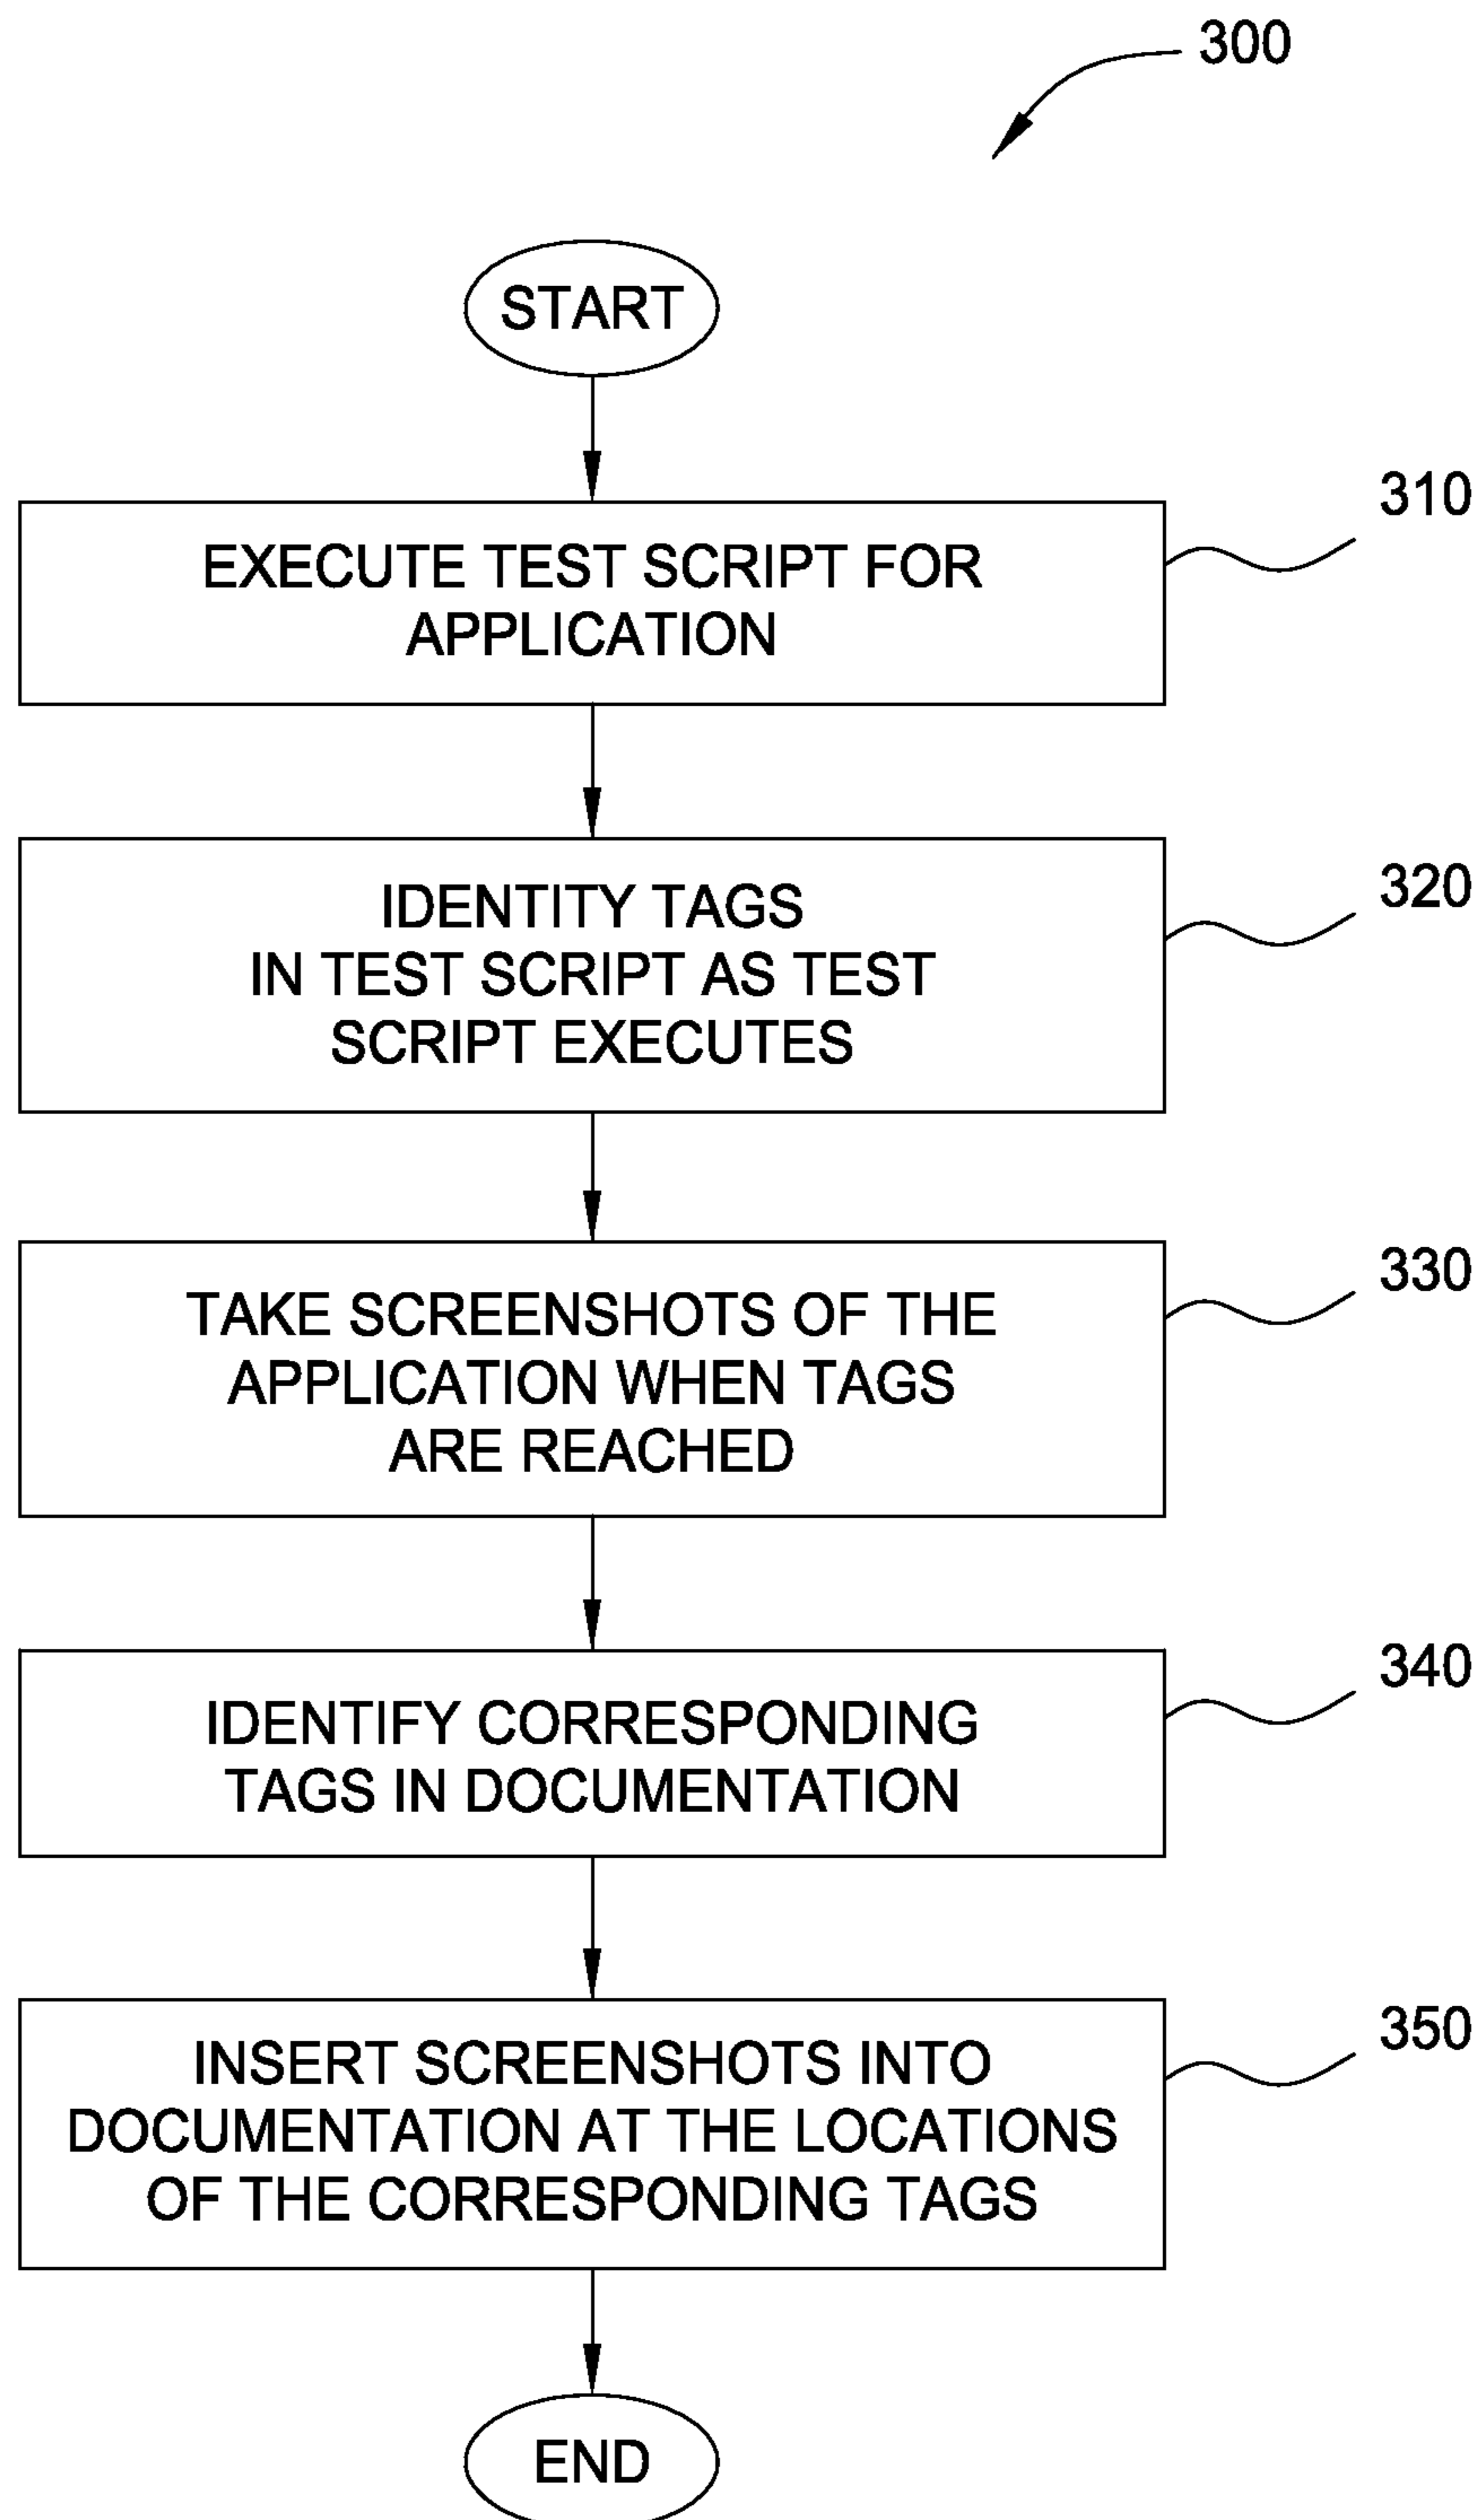 300
START
310
EXECUTE TEST SCRIPT FOR
APPLICATION
320
IDENTITY TAGS
IN TEST SCRIPT AS TEST
SCRIPT EXECUTES
330
TAKE SCREENSHOTS OF THE
APPLICATION WHEN TAGS
ARE REACHED
340
IDENTIFY CORRESPONDING
TAGS IN DOCUMENTATION
350
INSERT SCREENSHOTS INTO
DOCUMENTATION AT THE LOCATIONS
OF THE CORRESPONDING TAGS
END